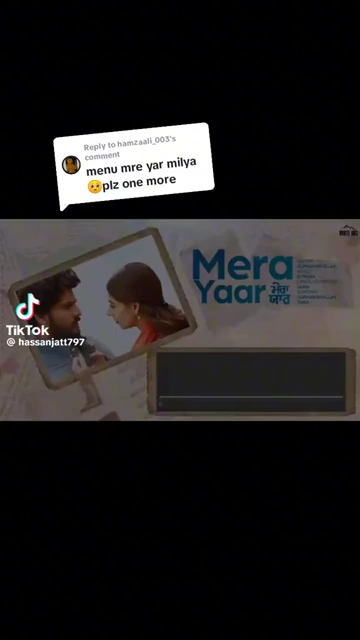 Reply to hamzaali_003's
comment
menu mre yar milya
🥺plz one more
Mera
Yaar ਮੇਰਾ
ਯਾਰ
TikTok
@ hassanjatt797